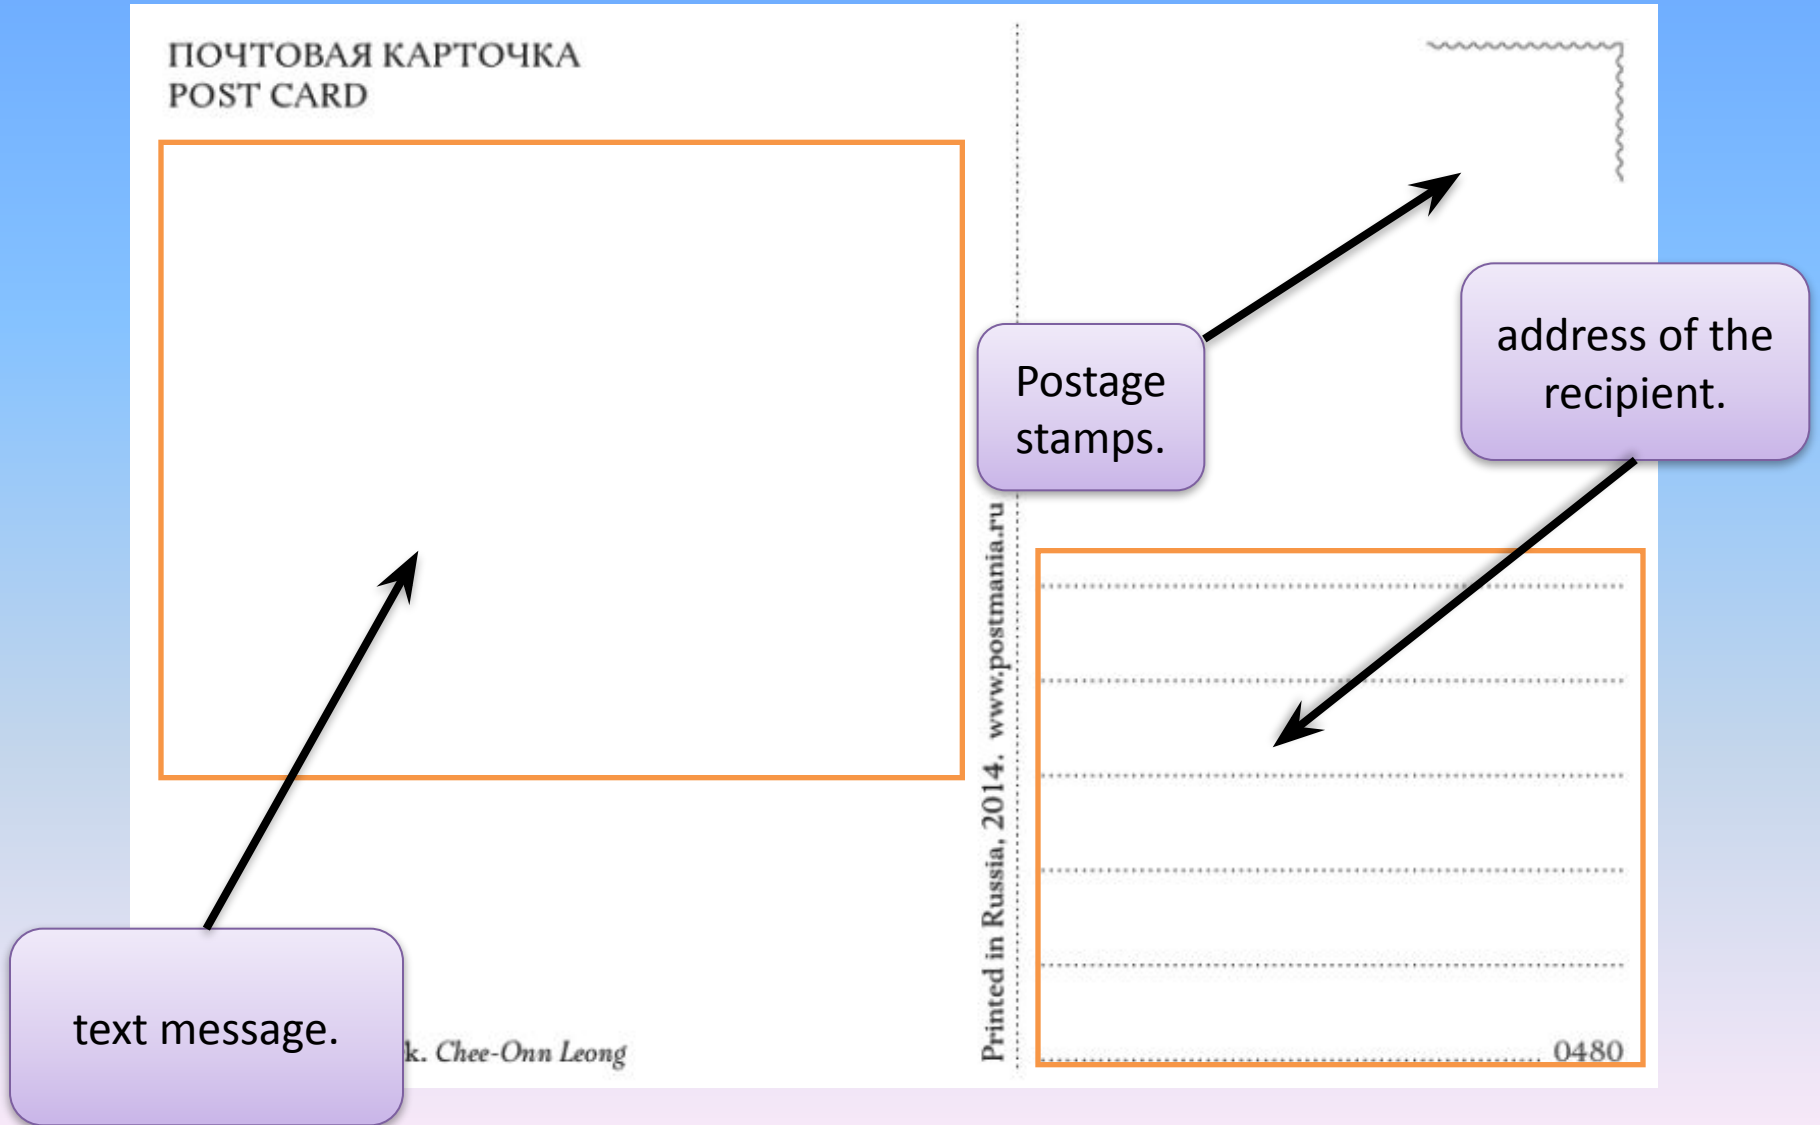 ПОЧТОВАЯ КАРТОЧКА
POST CARD
Postage
stamps.
address of the
recipient.
Printed in Russia, 2014. www.postmania.ru
text message.
k. Chee-Onn Leong
0480